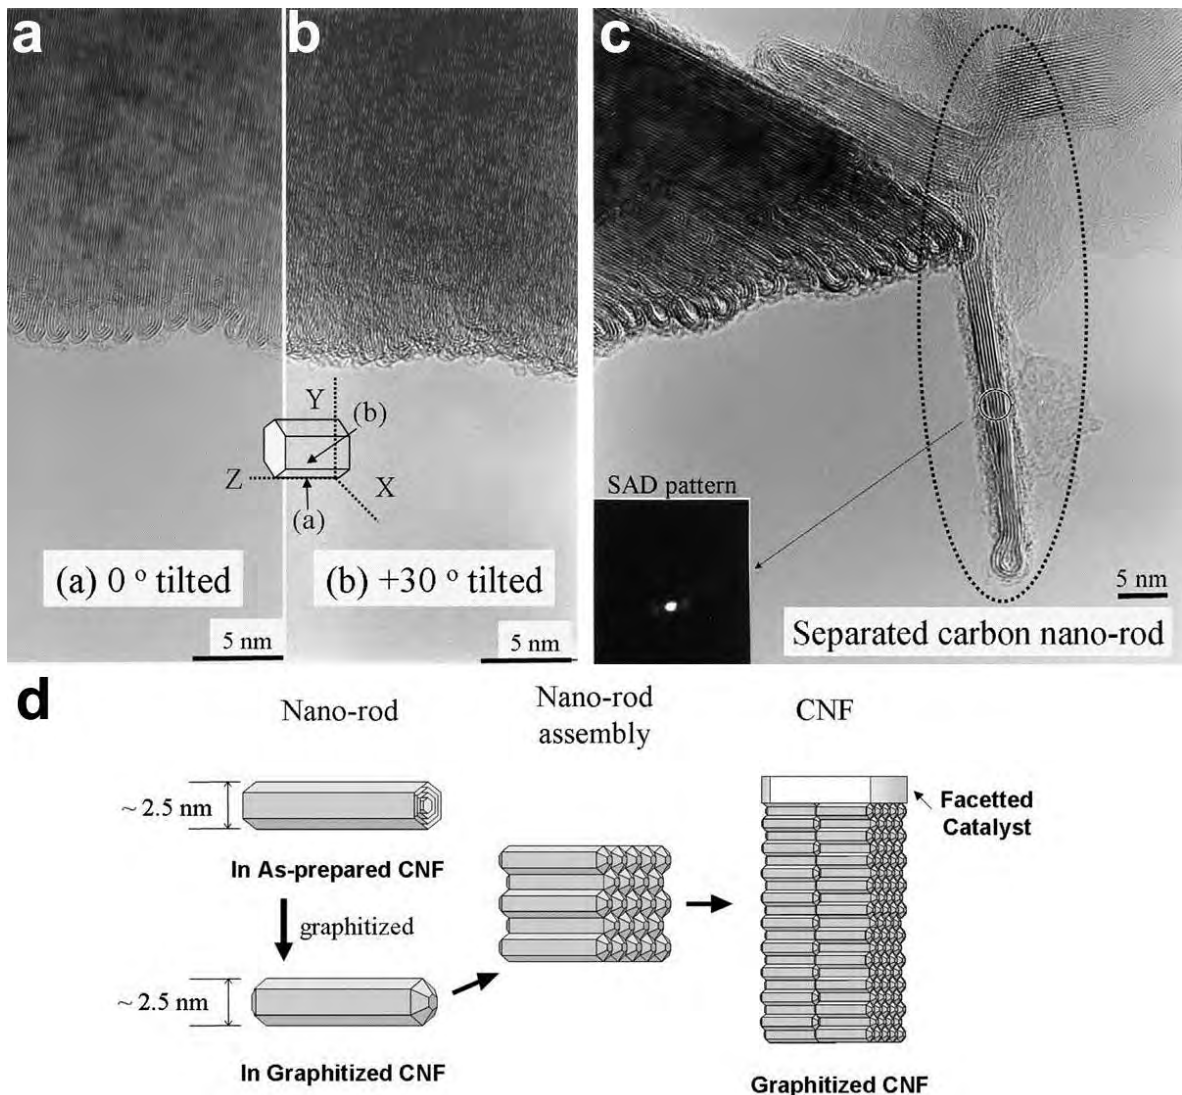 a
b
c
Y
(b)
Z
X
(a)
(a) 0 º tilted
(b) +30 º tilted
5 nm
5 nm
SAD pattern
5 nm
Separated carbon nano-rod
d
Nano-rod
Nano-rod
assembly
CNF
~ 2.5 nm
In As-prepared CNF
graphitized
~ 2.5 nm
In Graphitized CNF
Facetted
Catalyst
Graphitized CNF